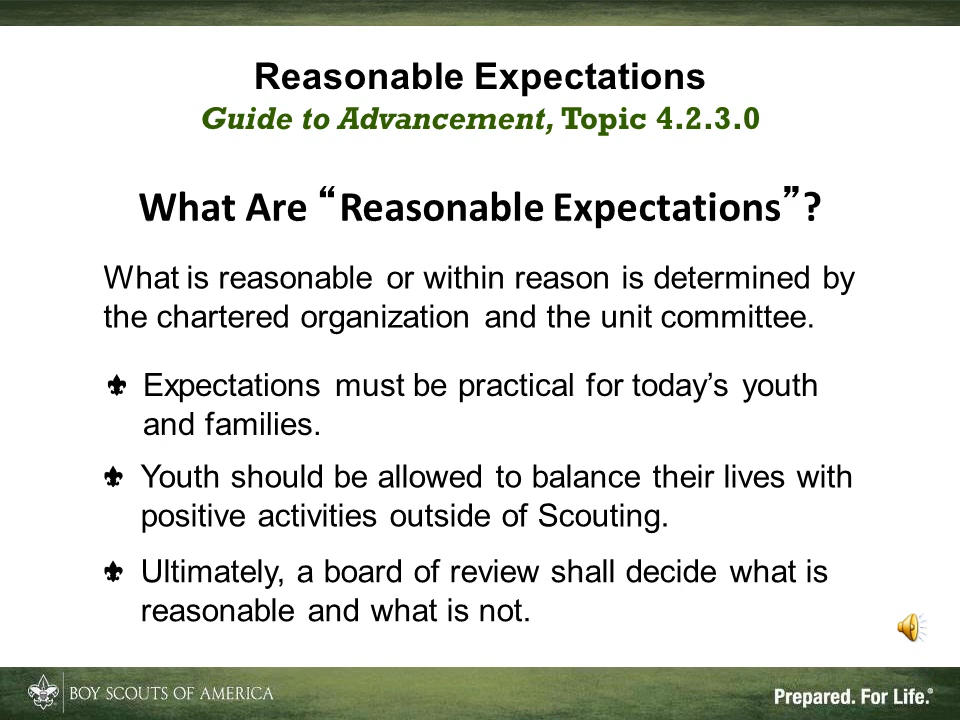 Reasonable Expectations
Guide to Advancement, Topic 4.2.3.0
What Are “Reasonable Expectations”?
What is reasonable or within reason is determined by
the chartered organization and the unit committee.
Expectations must be practical for today’s youth
and families.
Youth should be allowed to balance their lives with
positive activities outside of Scouting.
Ultimately, a board of review shall decide what is
reasonable and what is not.
BOY SCOUTS OF AMERICA
Prepared. For Life.®